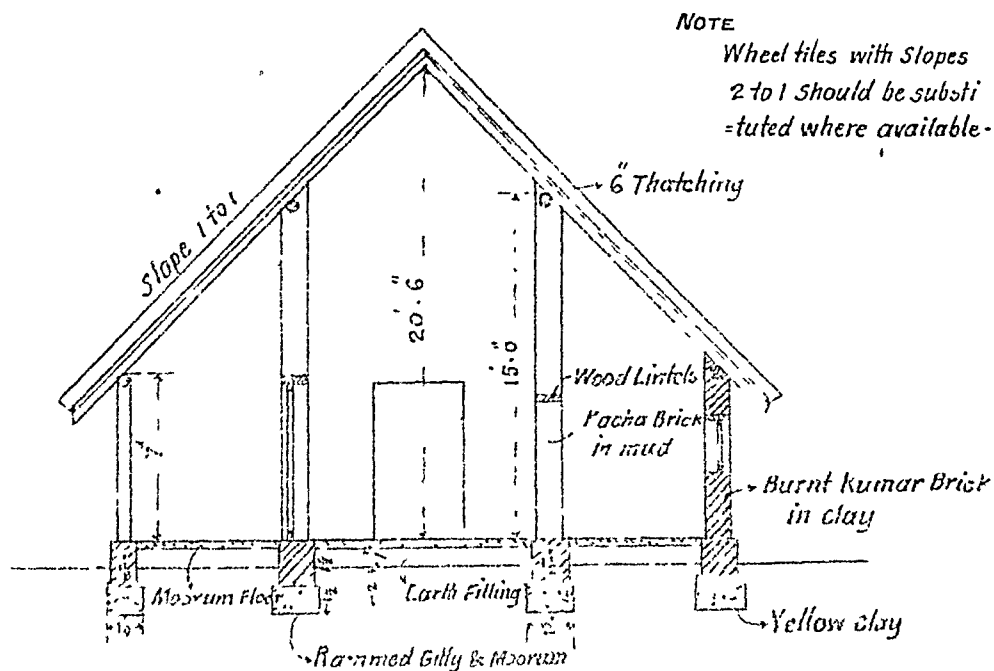 NOTE
Wheel tiles with Slopes
2 to 1 should be substi
=tuted where available-
6" Thatching
Slope 1 to 1
20'.6"
15'.0"
7'
Wood Lintels
Pacha Brick
in mud
Burnt Kumar Brick
in clay
Moorum Floor
Earth Filling
Yellow clay
Rammed Gitty & Moorum